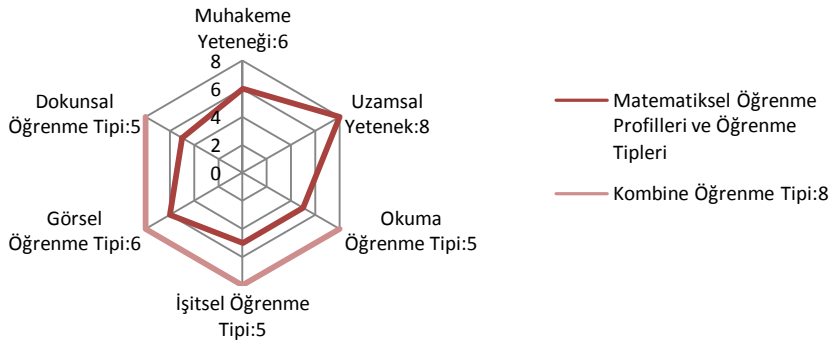 Muhakeme
Yeteneği:6
8
6
4
2
0
Uzamsal
Yetenek:8
Okuma
Öğrenme Tipi:5
İşitsel Öğrenme
Tipi:5
Görsel
Öğrenme Tipi:6
Dokunsal
Öğrenme Tipi:5
Matematiksel Öğrenme
Profilleri ve Öğrenme
Tipleri
Kombine Öğrenme Tipi:8